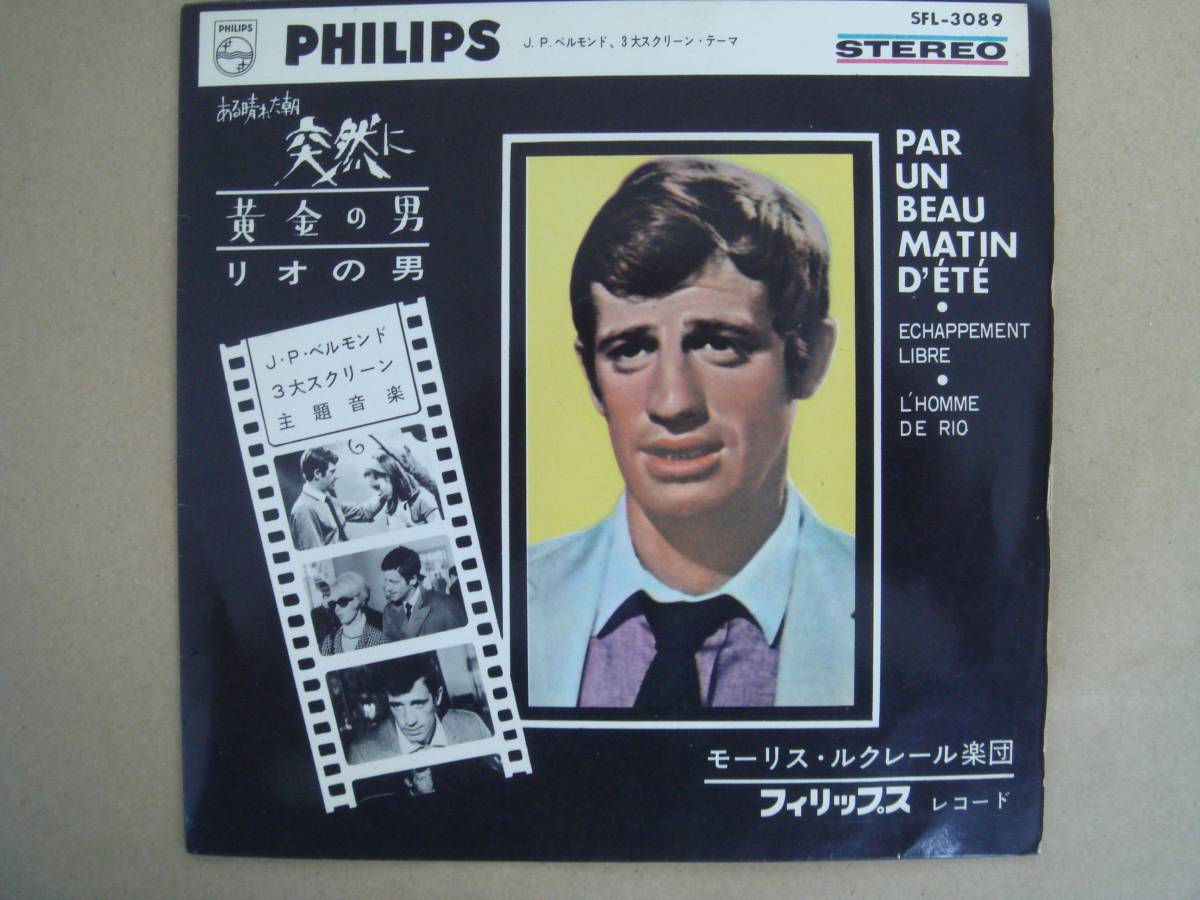 PHILIPS
PHILIPS
J.P.ベルモンド、3大スクリーン・テーマ
SFL-3089
STEREO
ある晴れた朝
突然に
黄金の男
リオの男
J・P・ベルモンド
3大スクリーン
主題音楽
PAR
UN
BEAU
MATIN
D'ÉTÉ
•
ECHAPPEMENT
LIBRE
•
L'HOMME
DE RIO
モーリス・ルクレール楽団
フィリップス レコード